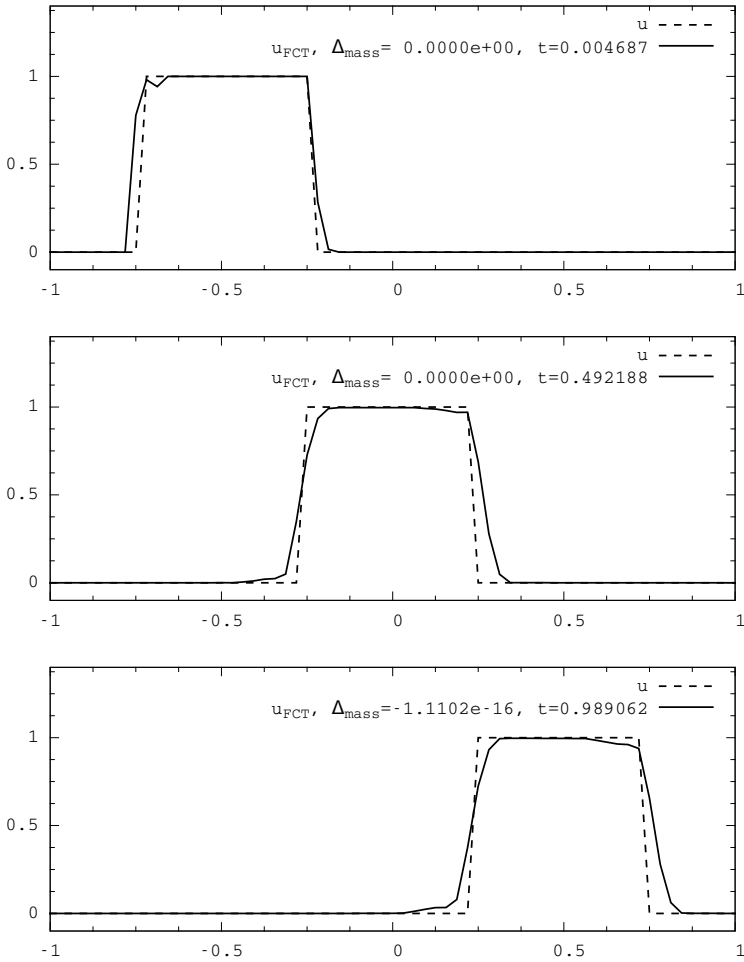 u
u_FCT, Δ_mass= 0.0000e+00, t=0.004687
1
0.5
0
-1 -0.5 0 0.5 1
u
u_FCT, Δ_mass= 0.0000e+00, t=0.492188
1
0.5
0
-1 -0.5 0 0.5 1
u
u_FCT, Δ_mass=-1.1102e-16, t=0.989062
1
0.5
0
-1 -0.5 0 0.5 1